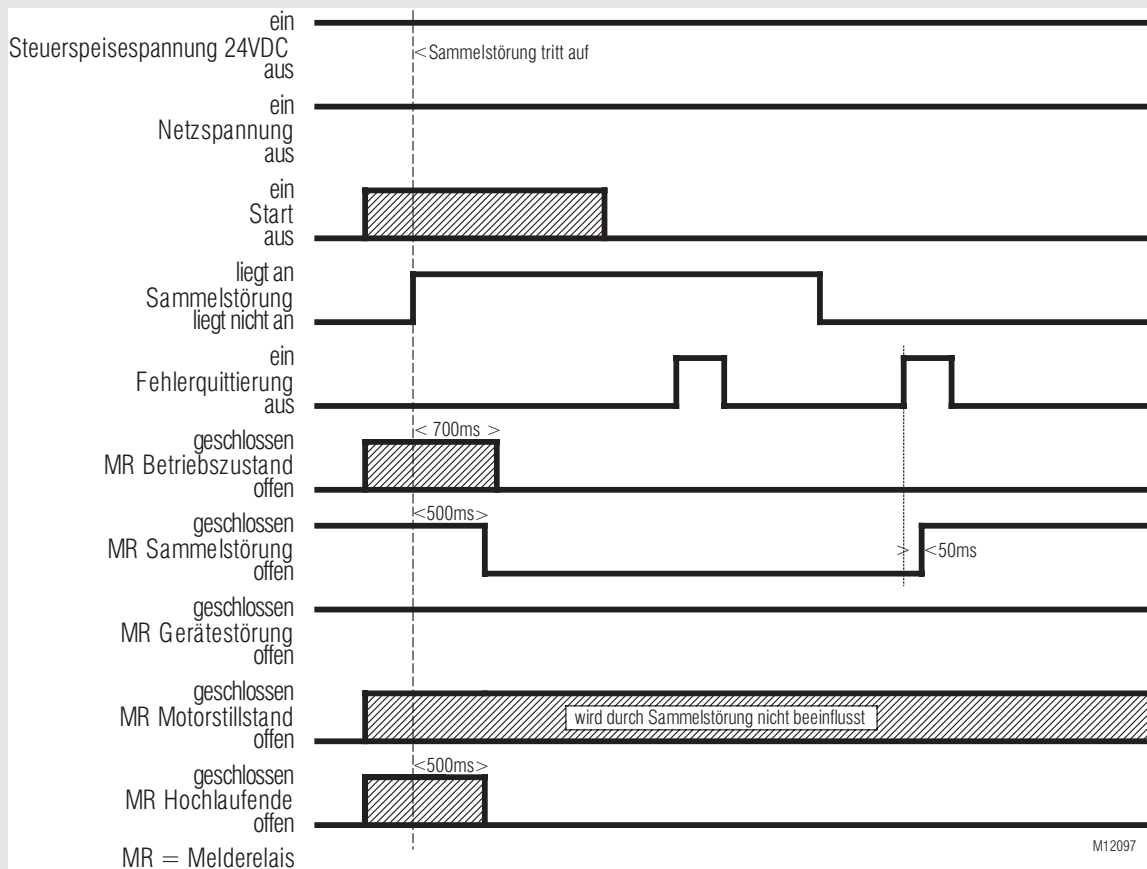 ein
Steuerspeisespannung 24VDC
aus
<Sammelstörung tritt auf
ein
Netzspannung
aus
ein
Start
aus
liegt an
Sammelstörung
liegt nicht an
ein
Fehlerquittierung
aus
< 700ms >
geschlossen
MR Betriebszustand
offen
<500ms>
geschlossen
MR Sammelstörung
offen
> <50ms
geschlossen
MR Gerätestörung
offen
geschlossen
MR Motorstillstand
offen
wird durch Sammelstörung nicht beeinflusst
<500ms>
geschlossen
MR Hochlaufende
offen
MR = Melderelais
M12097